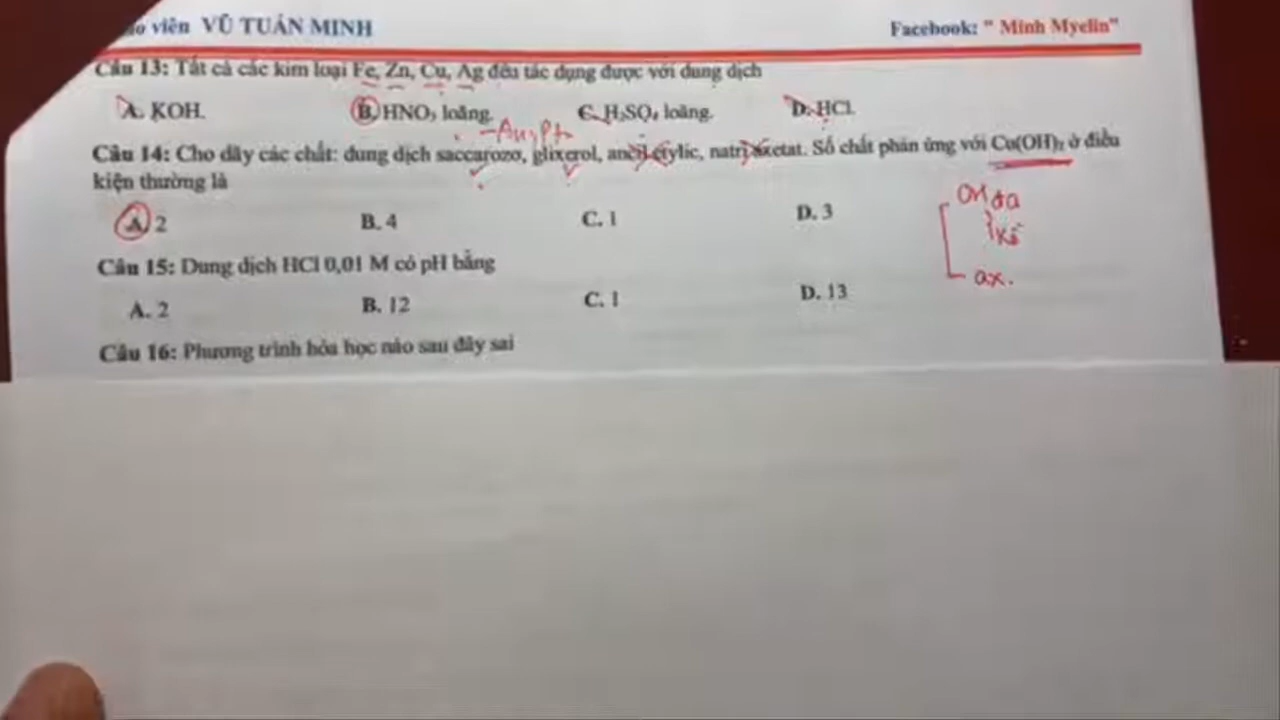 viên VŨ TUẤN MINH Facebook: " Minh Myelin"
Câu 13: Tất cả các kim loại Fe, Zn, Cu, Ag đều tác dụng được với dung dịch
A. KOH. B. HNO₃ loãng. C. H₂SO₄ loãng. D. HCl.
- Au, Pt
Câu 14: Cho dãy các chất: dung dịch saccarozơ, glixerol, ancol etylic, natri axetat. Số chất phản ứng với Cu(OH)₂ ở điều
kiện thường là
A. 2 B. 4 C. 1 D. 3
OH đa
kề
ax.
Câu 15: Dung dịch HCl 0,01 M có pH bằng
A. 2 B. 12 C. 1 D. 13
Câu 16: Phương trình hóa học nào sau đây sai